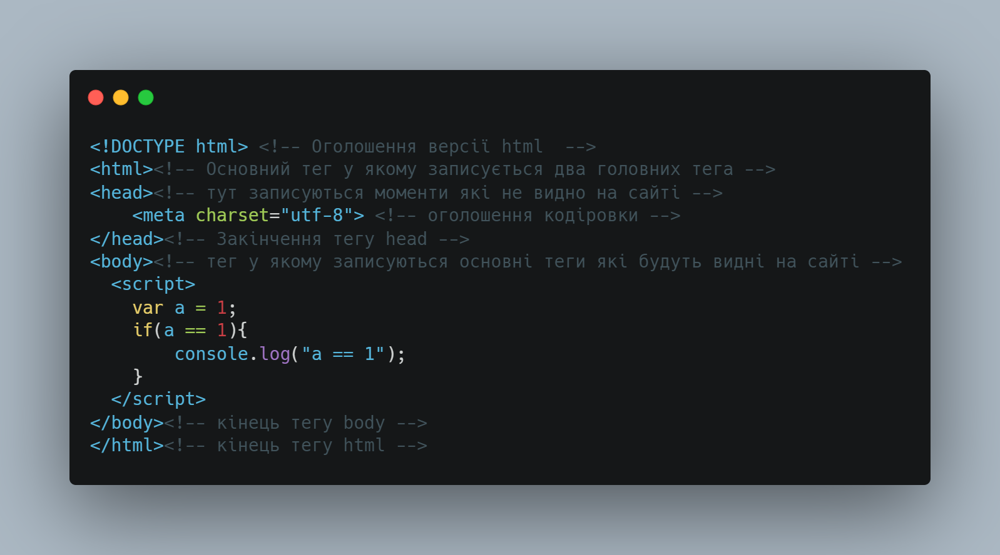 <!DOCTYPE html> <!-- Оголошення версії html  -->
<html><!-- Основний тег у якому записується два головних тега -->
<head><!-- тут записуються моменти які не видно на сайті -->
    <meta charset="utf-8"> <!-- оголошення кодіровки -->
</head><!-- Закінчення тегу head -->
<body><!-- тег у якому записуються основні теги які будуть видні на сайті -->
  <script>
    var a = 1;
    if(a == 1){
        console.log("a == 1");
    }
  </script>
</body><!-- кінець тегу body -->
</html><!-- кінець тегу html -->